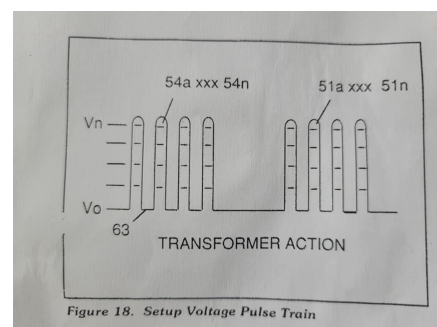 54a xxx 54n 51a xxx 51n
Vn
Vo
63
TRANSFORMER ACTION
Figure 18. Setup Voltage Pulse Train